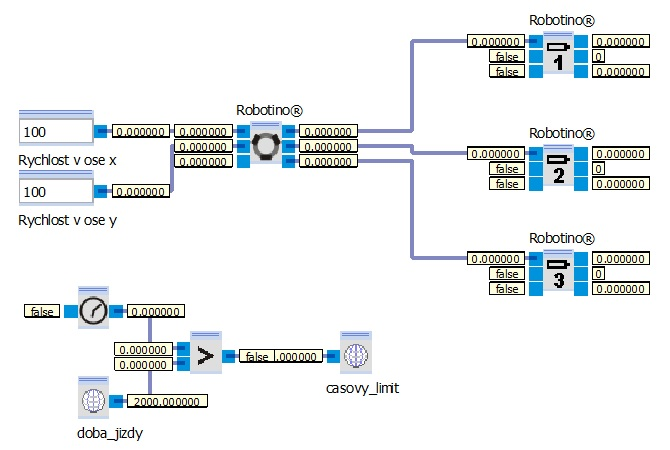 Robotino®
0.000000 0.000000
false 1 0
false 0.000000
Robotino®
100 0.000000 0.000000 0.000000
0.000000 0.000000
0.000000 0.000000
Rychlost v ose x
Robotino®
0.000000 0.000000
false 2 0
false 0.000000
100 0.000000
Rychlost v ose y
Robotino®
0.000000 0.000000
false 3 0
false 0.000000
false 0.000000
0.000000
0.000000 > false .000000
casovy_limit
2000.000000
doba_jizdy